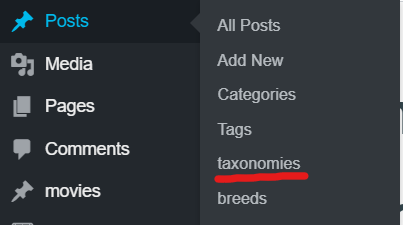 Posts
Media
Pages
Comments
movies
All Posts
Add New
Categories
Tags
taxonomies
breeds